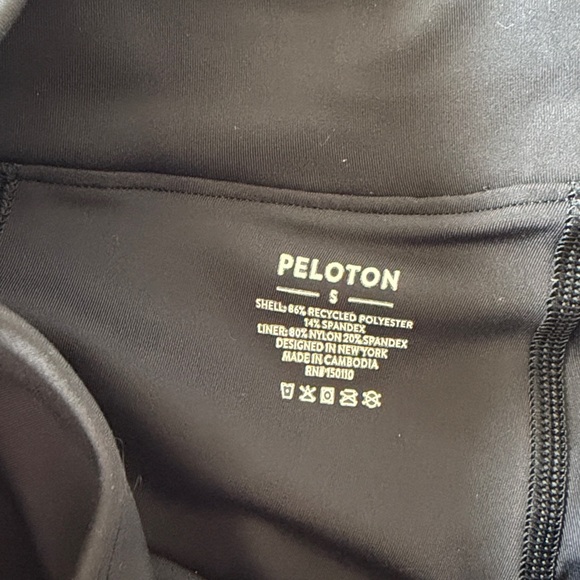 PELOTON
S
SHELL: 86% RECYCLED POLYESTER
14% SPANDEX
LINER: 80% NYLON 20% SPANDEX
DESIGNED IN NEW YORK
MADE IN CAMBODIA
RN# 150110